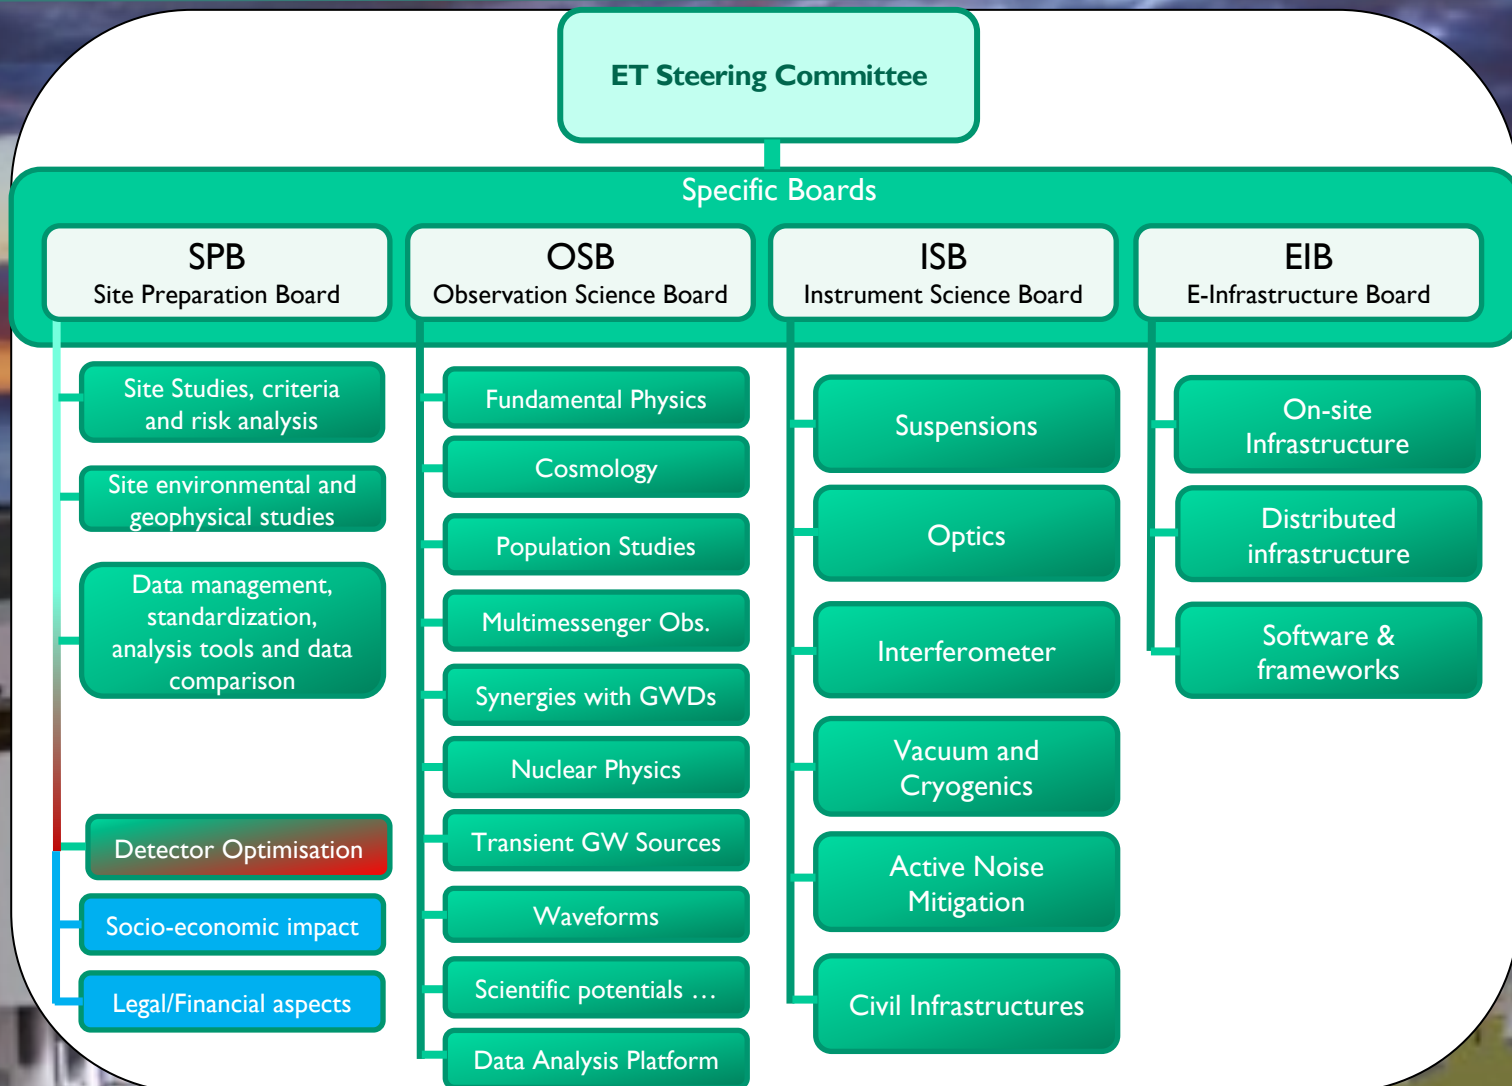 ET Steering Committee
Specific Boards
SPB
Site Preparation Board
OSB
Observation Science Board
ISB
Instrument Science Board
EIB
E-Infrastructure Board
Site Studies, criteria
and risk analysis
Site environmental and
geophysical studies
Data management,
standardization,
analysis tools and data
comparison
Detector Optimisation
Socio-economic impact
Legal/Financial aspects
Fundamental Physics
Cosmology
Population Studies
Multimessenger Obs.
Synergies with GWDs
Nuclear Physics
Transient GW Sources
Waveforms
Scientific potentials …
Data Analysis Platform
Suspensions
Optics
Interferometer
Vacuum and
Cryogenics
Active Noise
Mitigation
Civil Infrastructures
On-site
Infrastructure
Distributed
infrastructure
Software &
frameworks